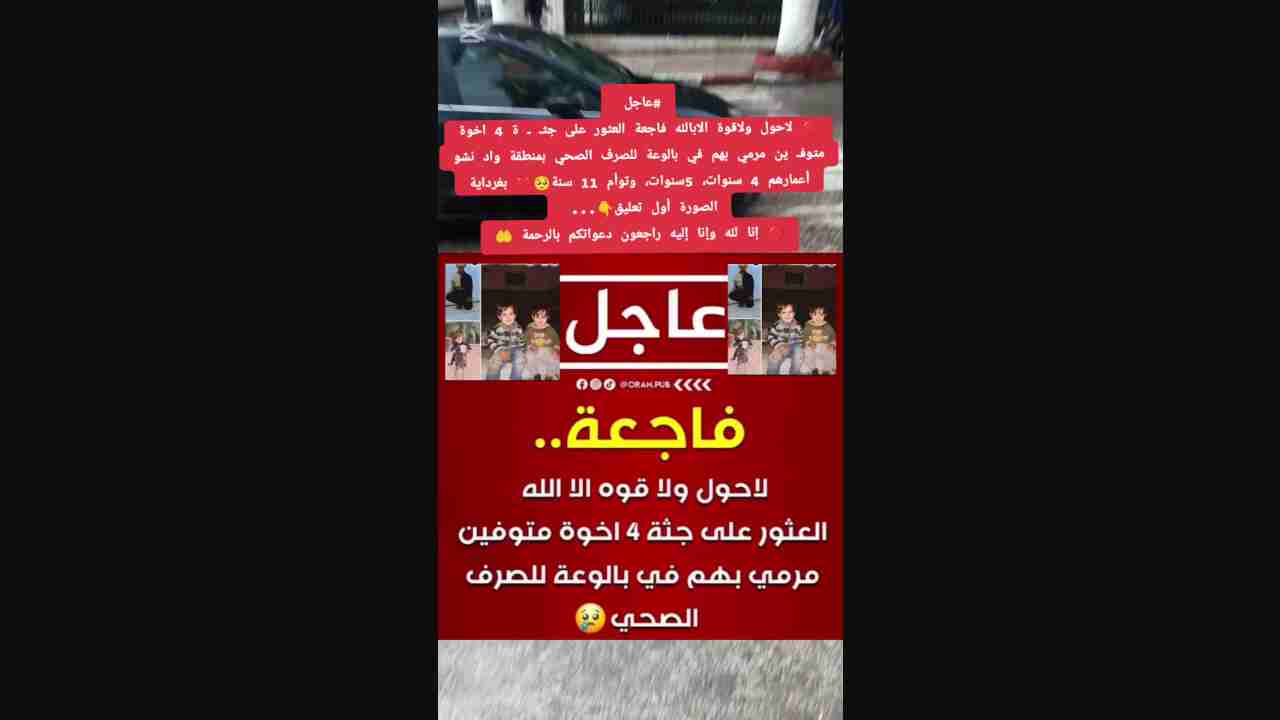 #عاجل
لاحول ولاقوة الابالله فاجعة العثور على جثـ ـ ة 4 اخوة
متوفـ ين مرمي بهم في بالوعة للصرف الصحي بمنطقة واد نشو
أعمارهم 4 سنوات، 5سنوات، وتوأم 11 سنة🥺 بغرداية
الصورة أول تعليق👇...
إنا لله وإنا إليه راجعون دعواتكم بالرحمة 🤲
عاجل
@ORAN.PUB
فاجعة..
لاحول ولا قوه الا الله
العثور على جثة 4 اخوة متوفين
مرمي بهم في بالوعة للصرف
الصحي 😢